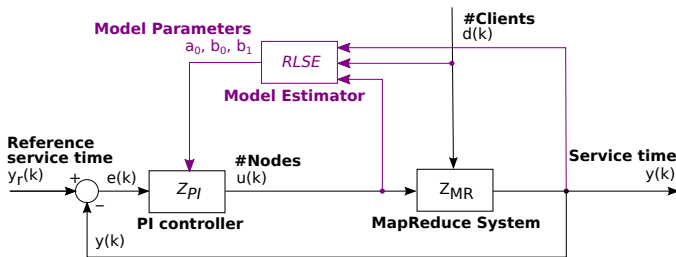 #Clients
d(k)
Model Parameters
a0, b0, b1
RLSE
Model Estimator
Reference
service time
yr(k)
+
−
e(k)
ZPI
PI controller
#Nodes
u(k)
ZMR
MapReduce System
Service time
y(k)
y(k)